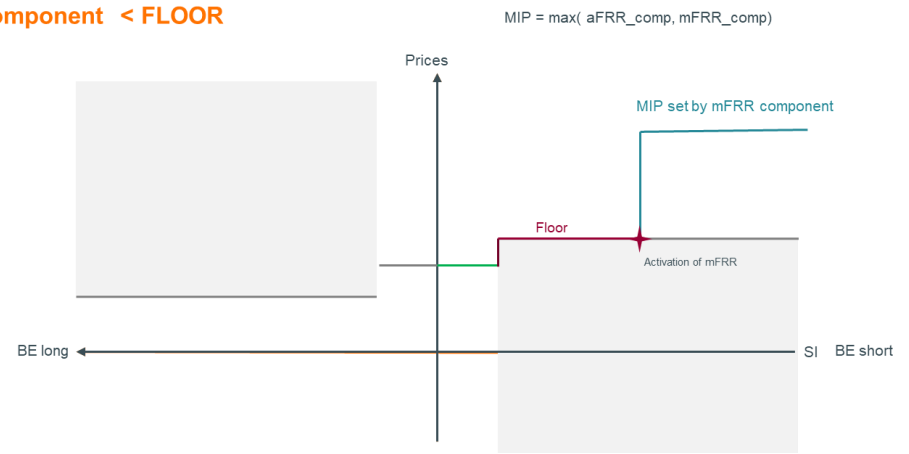 omponent < FLOOR
MIP = max( aFRR_comp, mFRR_comp)
Prices
MIP set by mFRR component
Floor
Activation of mFRR
BE long
SI
BE short